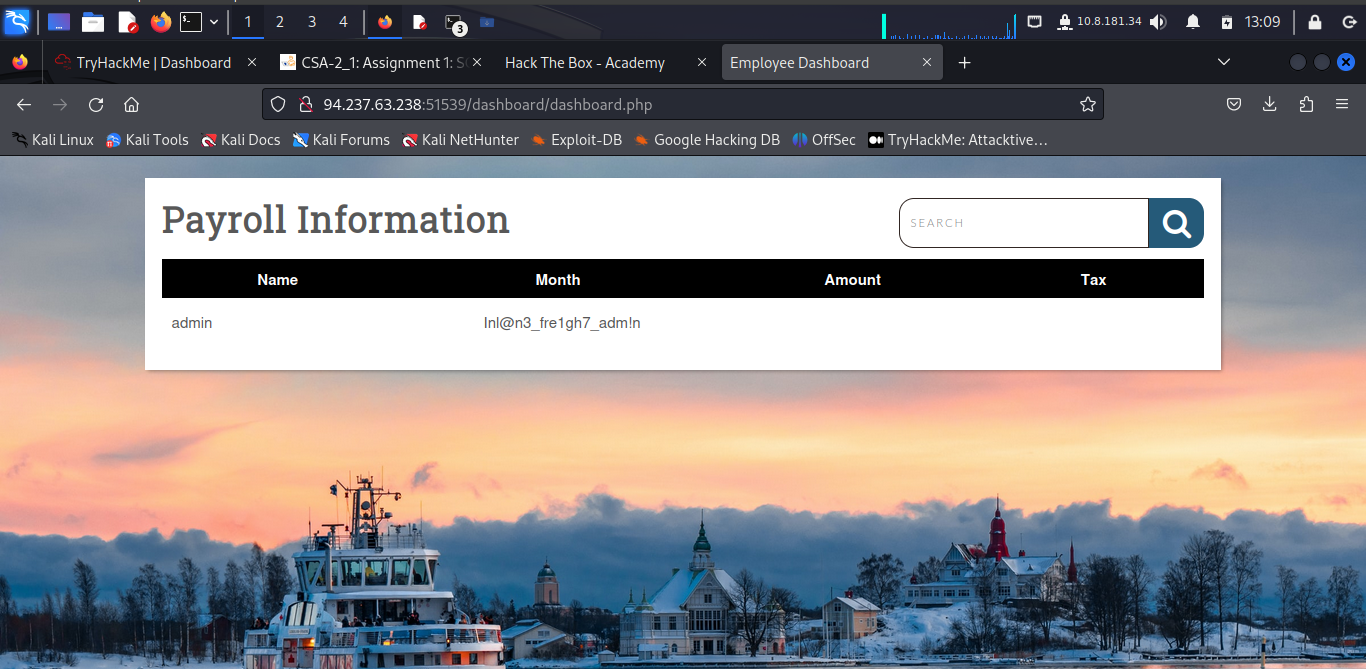 1 2 3 4 3 10.8.181.34 13:09
TryHackMe | Dashboard CSA-2_1: Assignment 1: SC Hack The Box - Academy Employee Dashboard
94.237.63.238:51539/dashboard/dashboard.php
Kali Linux Kali Tools Kali Docs Kali Forums Kali NetHunter Exploit-DB Google Hacking DB OffSec TryHackMe: Attacktive…
Payroll Information
SEARCH
Name Month Amount Tax
admin Inl@n3_fre1gh7_adm!n